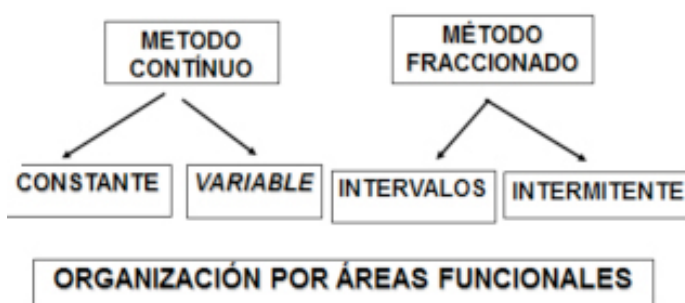 METODO
CONTÍNUO
MÉTODO
FRACCIONADO
CONSTANTE
VARIABLE
INTERVALOS
INTERMITENTE
ORGANIZACIÓN POR ÁREAS FUNCIONALES